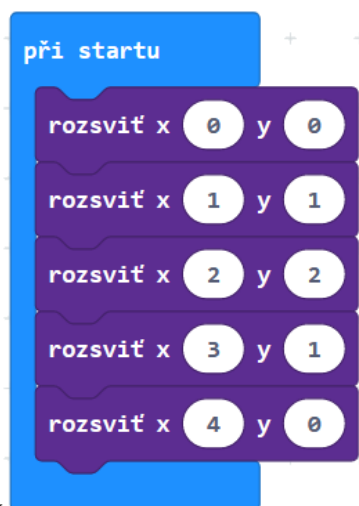 při startu
rozsviť x 0 y 0
rozsviť x 1 y 1
rozsviť x 2 y 2
rozsviť x 3 y 1
rozsviť x 4 y 0